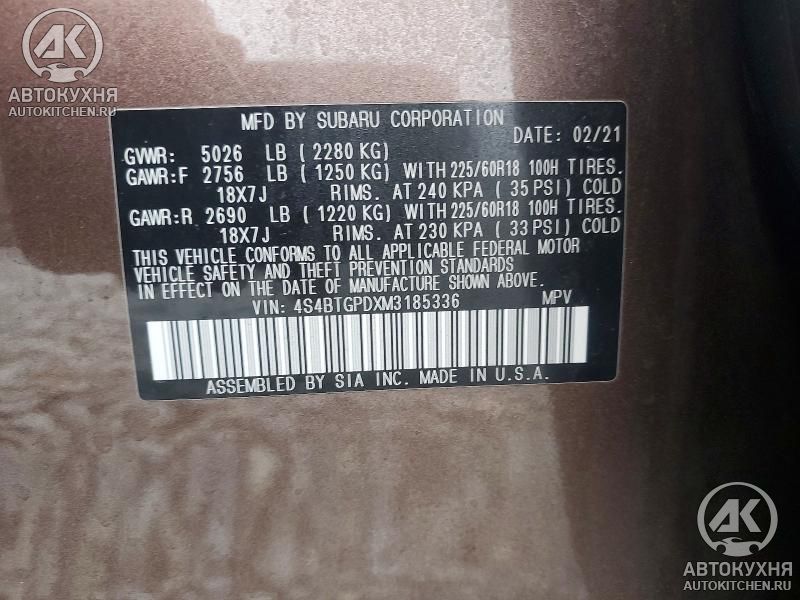 AK
АВТОКУХНЯ
AUTOKITCHEN.RU
MFD BY SUBARU CORPORATION
DATE: 02/21
GVWR: 5026 LB ( 2280 KG)
GAWR:F 2756 LB ( 1250 KG) WITH 225/60R18 100H TIRES.
18X7J RIMS. AT 240 KPA ( 35 PSI) COLD
GAWR:R 2690 LB ( 1220 KG) WITH 225/60R18 100H TIRES.
18X7J RIMS. AT 230 KPA ( 33 PSI) COLD
THIS VEHICLE CONFORMS TO ALL APPLICABLE FEDERAL MOTOR
VEHICLE SAFETY AND THEFT PREVENTION STANDARDS
IN EFFECT ON THE DATE OF MANUFACTURE SHOWN ABOVE.
VIN: 4S4BTGPDXM3185336 MPV
ASSEMBLED BY SIA INC. MADE IN U.S.A.
AK
АВТОКУХНЯ
AUTOKITCHEN.RU